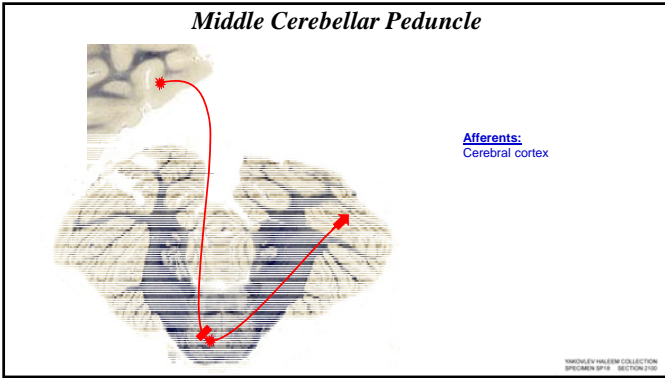 Middle Cerebellar Peduncle
Afferents:
Cerebral cortex
YAKOVLEV HALEEM COLLECTION
SPECIMEN SP18 SECTION 2100